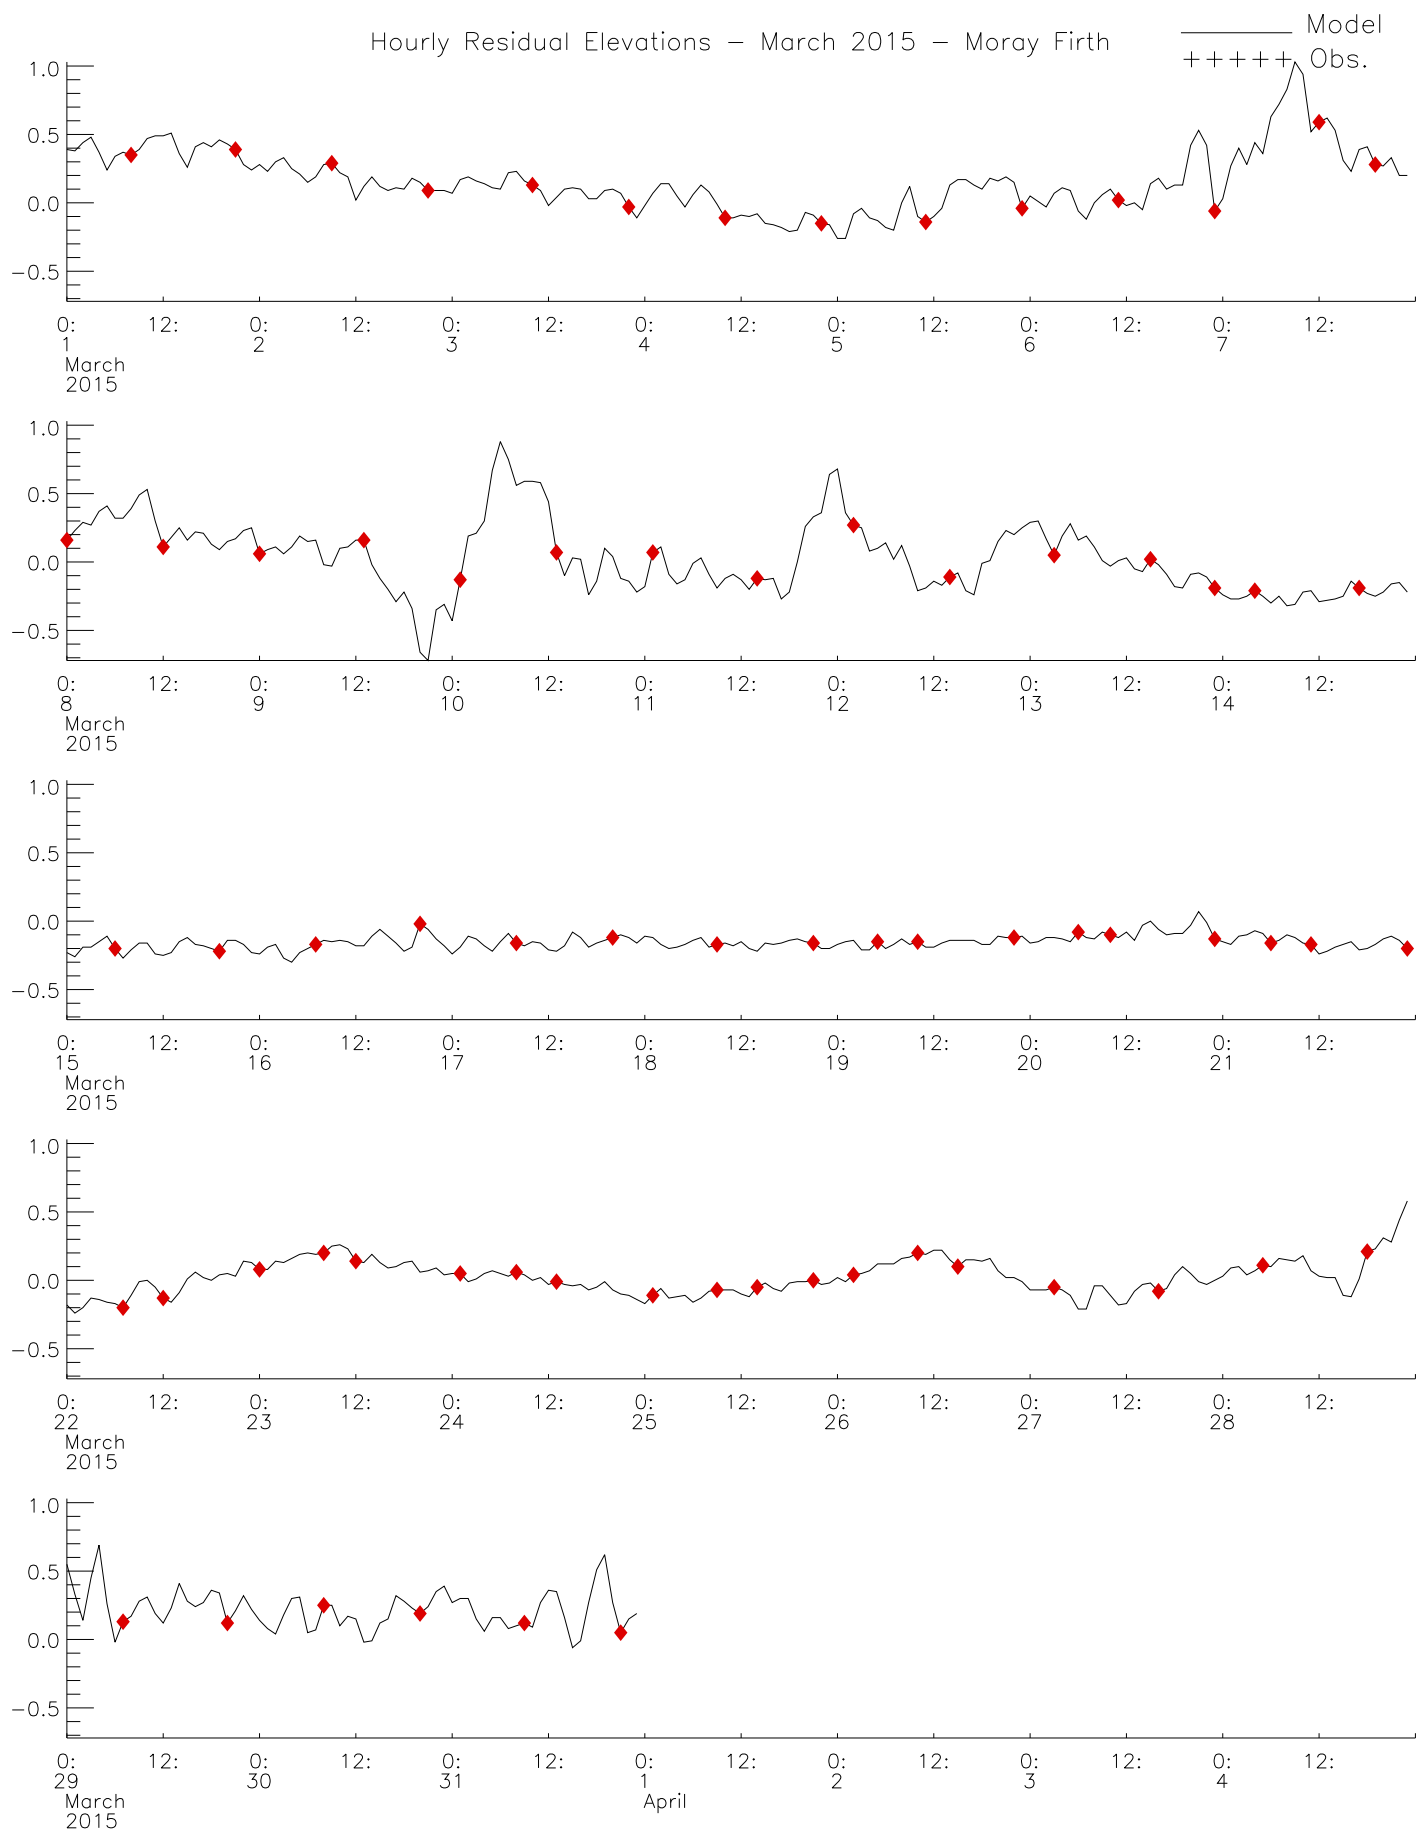 Hourly Residual Elevations – March 2015 – Moray Firth
Model
+++++ Obs.
1.0
0.5
0.0
−0.5
0: 12: 0: 12: 0: 12: 0: 12: 0: 12: 0: 12: 0: 12:
1 2 3 4 5 6 7
March
2015
1.0
0.5
0.0
−0.5
0: 12: 0: 12: 0: 12: 0: 12: 0: 12: 0: 12: 0: 12:
8 9 10 11 12 13 14
March
2015
1.0
0.5
0.0
−0.5
0: 12: 0: 12: 0: 12: 0: 12: 0: 12: 0: 12: 0: 12:
15 16 17 18 19 20 21
March
2015
1.0
0.5
0.0
−0.5
0: 12: 0: 12: 0: 12: 0: 12: 0: 12: 0: 12: 0: 12:
22 23 24 25 26 27 28
March
2015
1.0
0.5
0.0
−0.5
0: 12: 0: 12: 0: 12: 0: 12: 0: 12: 0: 12: 0: 12:
29 30 31 1 2 3 4
March April
2015